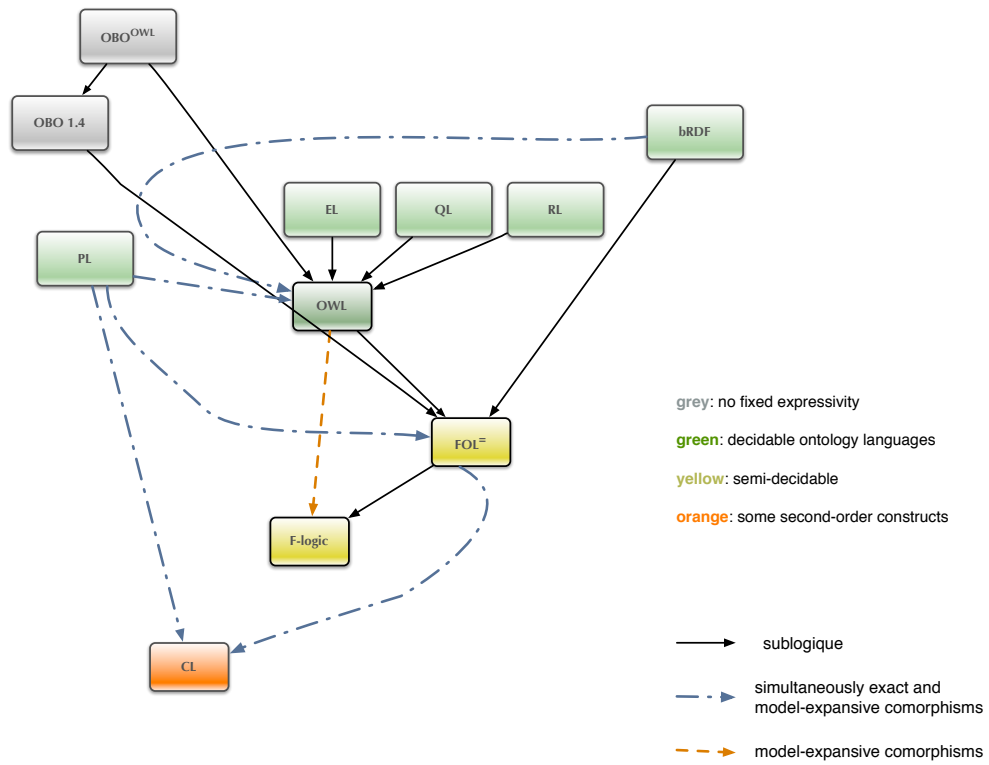 OBO^OWL
OBO 1.4
bRDF
EL
QL
RL
PL
OWL
FOL^=
F-logic
CL
grey: no fixed expressivity
green: decidable ontology languages
yellow: semi-decidable
orange: some second-order constructs
sublogique
simultaneously exact and
model-expansive comorphisms
model-expansive comorphisms